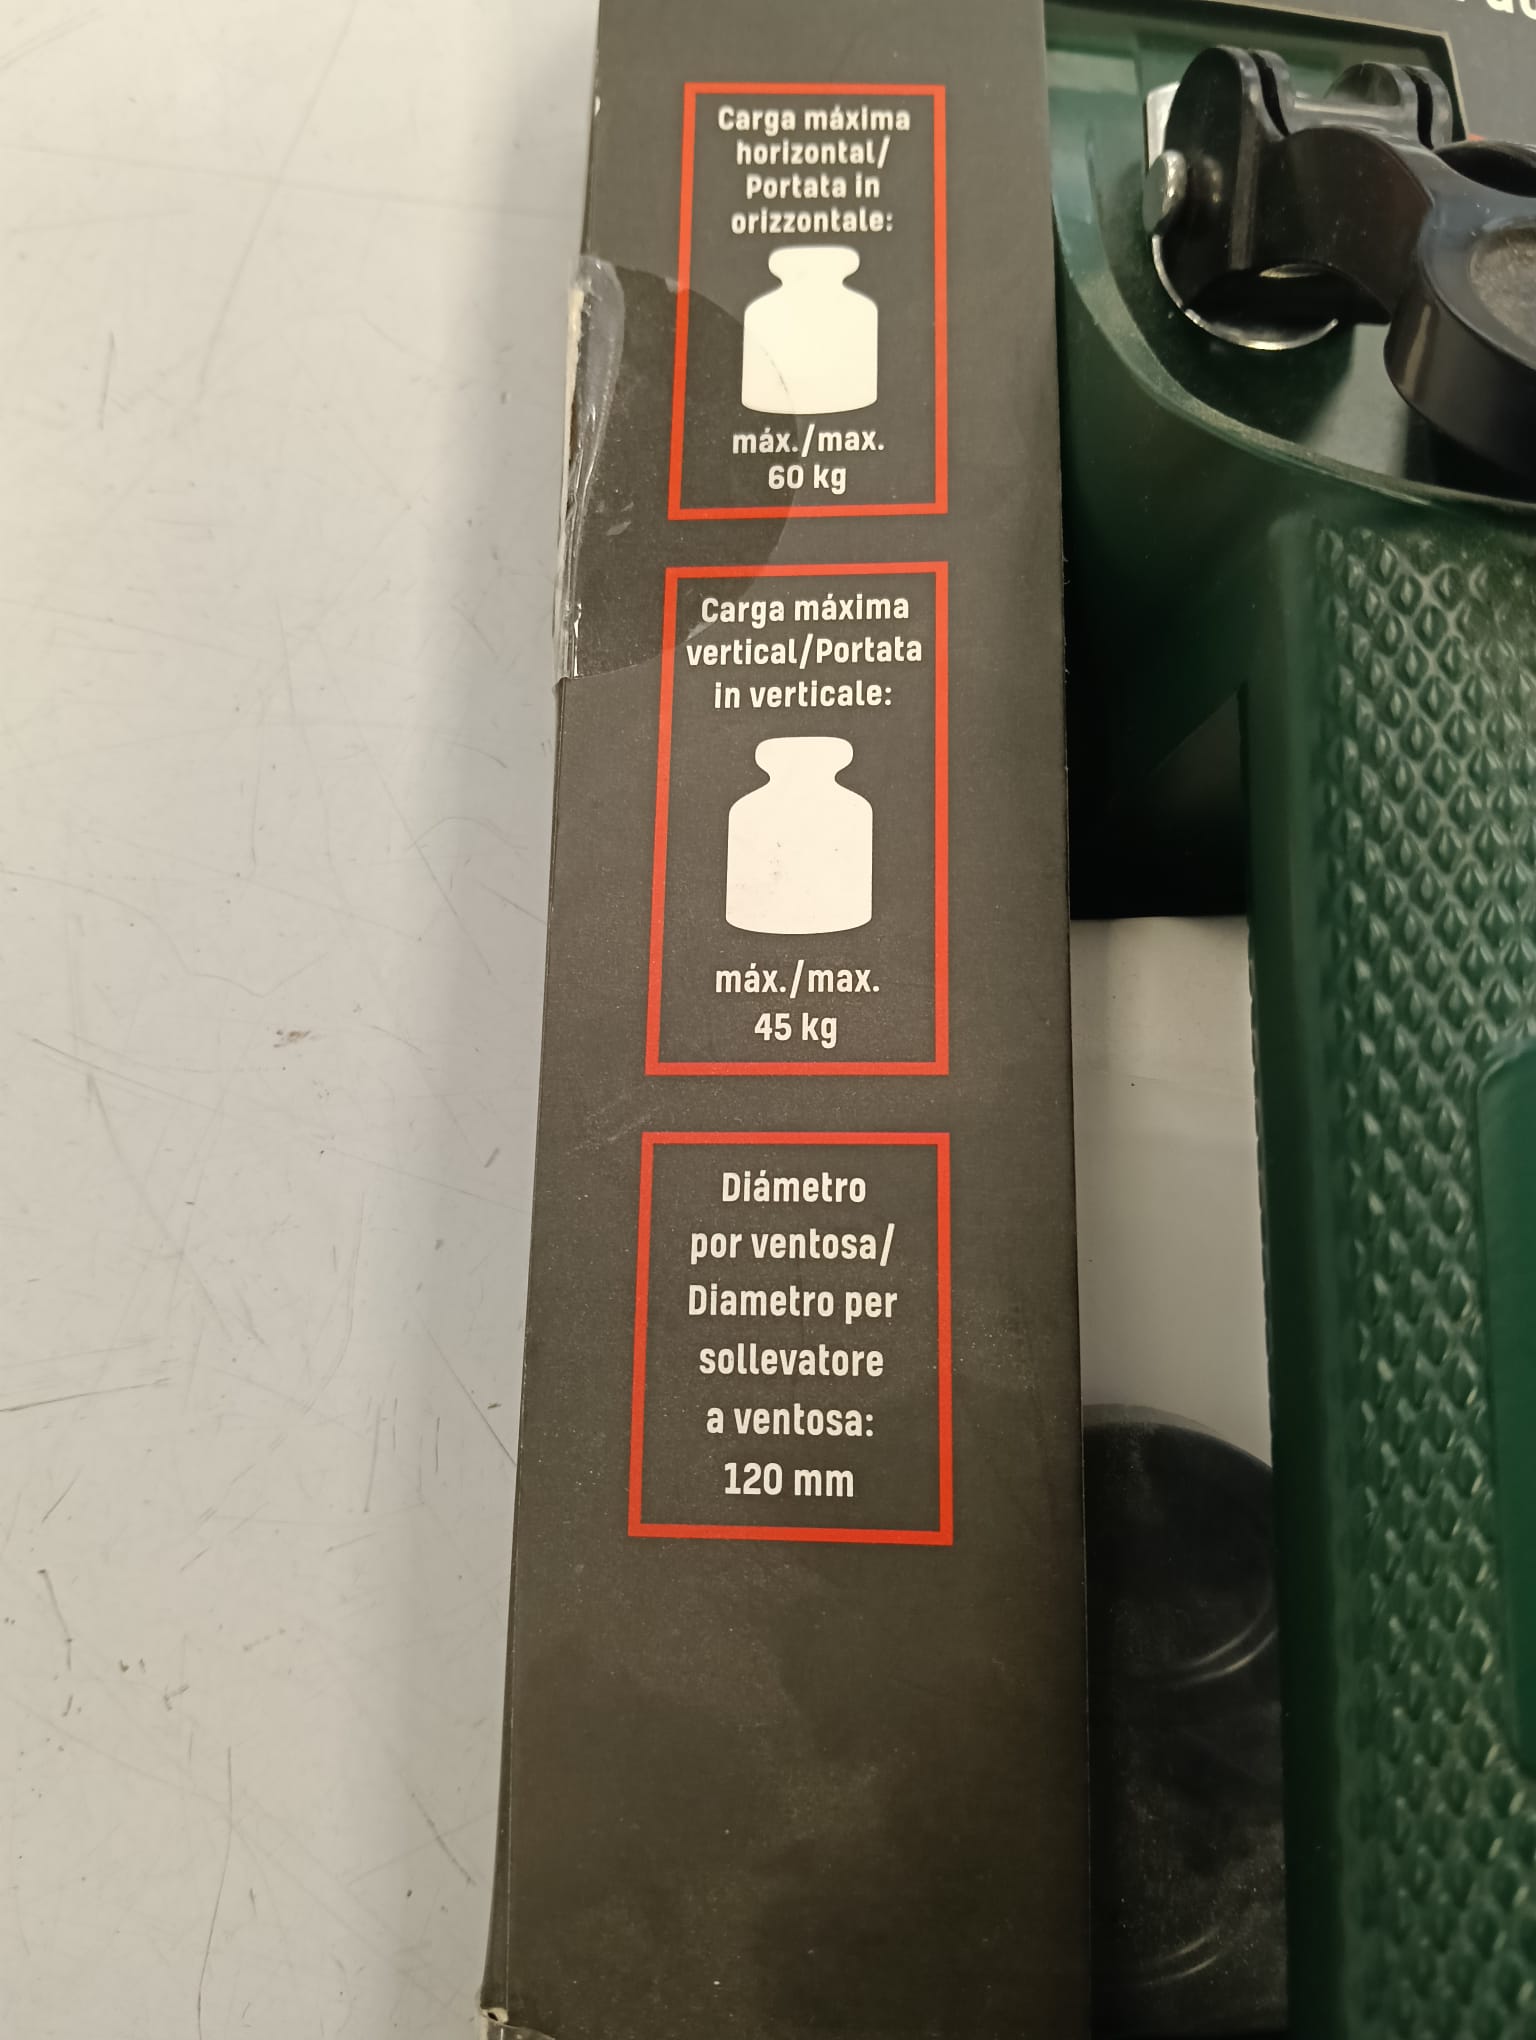 Carga máxima
horizontal/
Portata in
orizzontale:
máx./max.
60 kg
Carga máxima
vertical/Portata
in verticale:
máx./max.
45 kg
Diámetro
por ventosa/
Diametro per
sollevatore
a ventosa:
120 mm